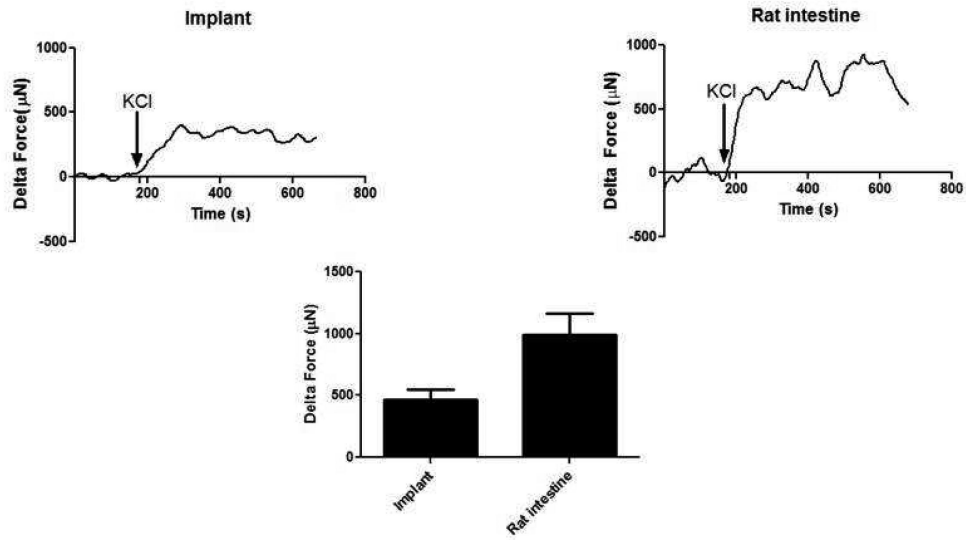 Implant
1000
500
0
-500
Delta Force(μN)
KCl
200
400
600
800
Time (s)
Rat intestine
1000
500
0
-500
Delta Force (μN)
KCl
200
400
600
800
Time (s)
1500
1000
500
0
Delta Force (μN)
Implant
Rat intestine